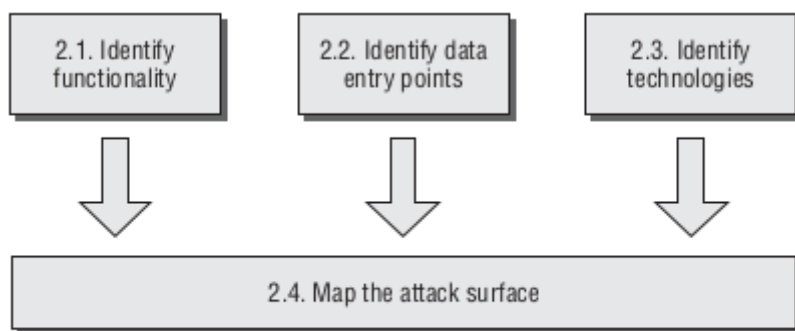 2.1. Identify
functionality
2.2. Identify data
entry points
2.3. Identify
technologies
2.4. Map the attack surface